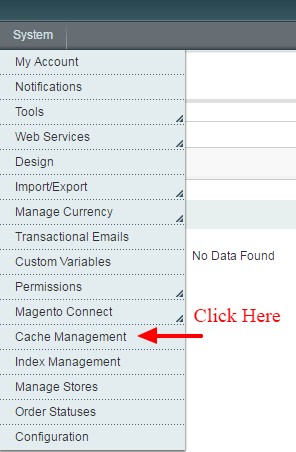 System
My Account
Notifications
Tools
Web Services
Design
Import/Export
Manage Currency
Transactional Emails
Custom Variables
No Data Found
Permissions
Magento Connect
Click Here
Cache Management
Index Management
Manage Stores
Order Statuses
Configuration